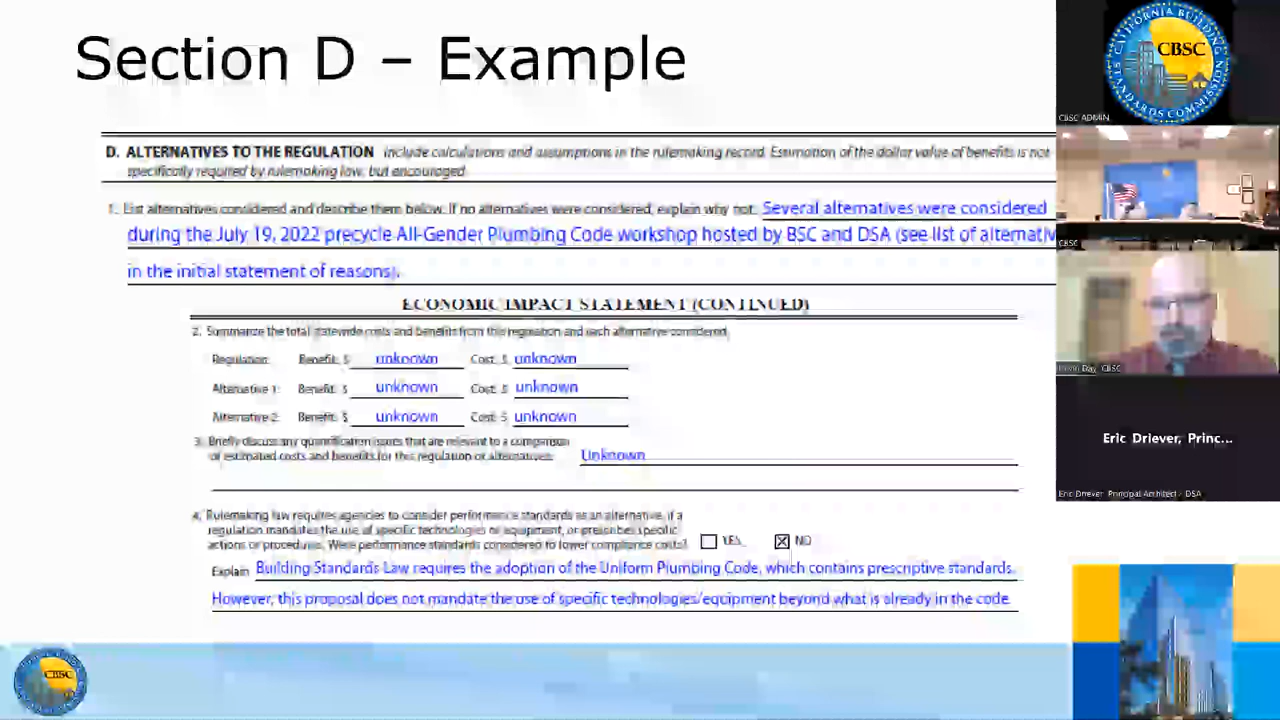 Section D – Example
D. ALTERNATIVES TO THE REGULATION Include calculations and assumptions in the rulemaking record. Estimation of the dollar value of benefits is not
specifically required by rulemaking law, but encouraged.
1. List alternatives considered and describe them below. If no alternatives were considered, explain why not: Several alternatives were considered
during the July 19, 2022 precycle All-Gender Plumbing Code workshop hosted by BSC and DSA (see list of alternativ
in the initial statement of reasons).
ECONOMIC IMPACT STATEMENT (CONTINUED)
2. Summarize the total statewide costs and benefits from this regulation and each alternative considered:
Regulation: Benefit: $ unknown Cost: $ unknown
Alternative 1: Benefit: $ unknown Cost: $ unknown
Alternative 2: Benefit: $ unknown Cost: $ unknown
3. Briefly discuss any quantification issues that are relevant to a comparison
of estimated costs and benefits for this regulation or alternatives: Unknown
4. Rulemaking law requires agencies to consider performance standards as an alternative, if a
regulation mandates the use of specific technologies or equipment, or prescribes specific
actions or procedures. Were performance standards considered to lower compliance costs? YES NO
Explain: Building Standards Law requires the adoption of the Uniform Plumbing Code, which contains prescriptive standards.
However, this proposal does not mandate the use of specific technologies/equipment beyond what is already in the code
CBSC
CALIFORNIA BUILDING STANDARDS COMMISSION
CBSC
CBSC ADMIN
CBSC
Kevin Day, CBSC
Eric Driever, Princ...
Eric Driever, Principal Architect - DSA